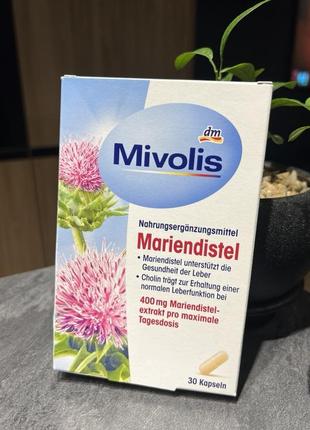 dm
Mivolis
Nahrungsergänzungsmittel
Mariendistel
• Mariendistel unterstützt die
Gesundheit der Leber
• Cholin trägt zur Erhaltung einer
normalen Leberfunktion bei
400 mg Mariendistel-
extrakt pro maximale
Tagesdosis
30 Kapseln